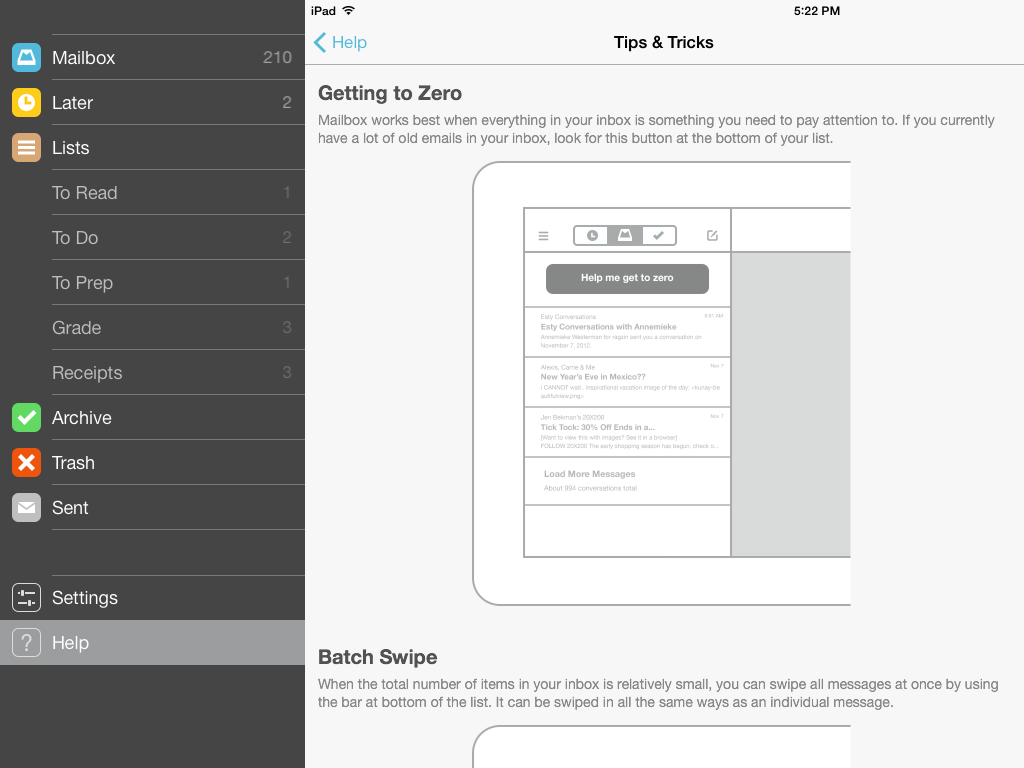 iPad 5:22 PM
Help Tips & Tricks
Mailbox 210
Later 2
Lists
To Read 1
To Do 2
To Prep 1
Grade 3
Receipts 3
Archive
Trash
Sent
Settings
? Help
Getting to Zero
Mailbox works best when everything in your inbox is something you need to pay attention to. If you currently
have a lot of old emails in your inbox, look for this button at the bottom of your list.
Help me get to zero
Esty Conversations
Esty Conversations with Annemieke
Annemieke Westerman for ragain sent you a conversation on
November 7, 2012.
Alexis, Carrie & Me Nov 7
New Year's Eve in Mexico??
i CANNOT wait . Inspirational vacation image of the day: <kunay-be
autifulview.png>
Jen Bekman's 20X200 Nov 7
Tick Tock: 30% Off Ends in a...
[Want to view this with images? See it in a browser]
FOLLOW 20X200 The early shopping season has begun, check o...
Load More Messages
About 994 conversations total
Batch Swipe
When the total number of items in your inbox is relatively small, you can swipe all messages at once by using
the bar at bottom of the list. It can be swiped in all the same ways as an individual message.